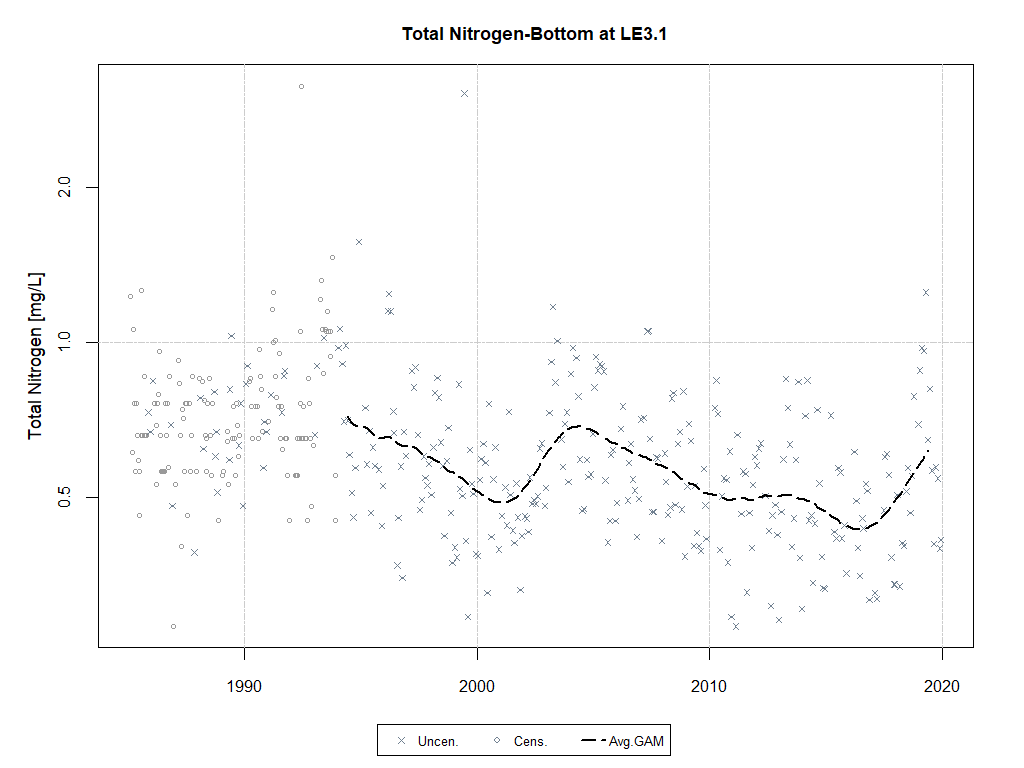 Total Nitrogen-Bottom at LE3.1
Total Nitrogen [mg/L]
2.0
1.0
0.5
1990 2000 2010 2020
Uncen. Cens. Avg.GAM